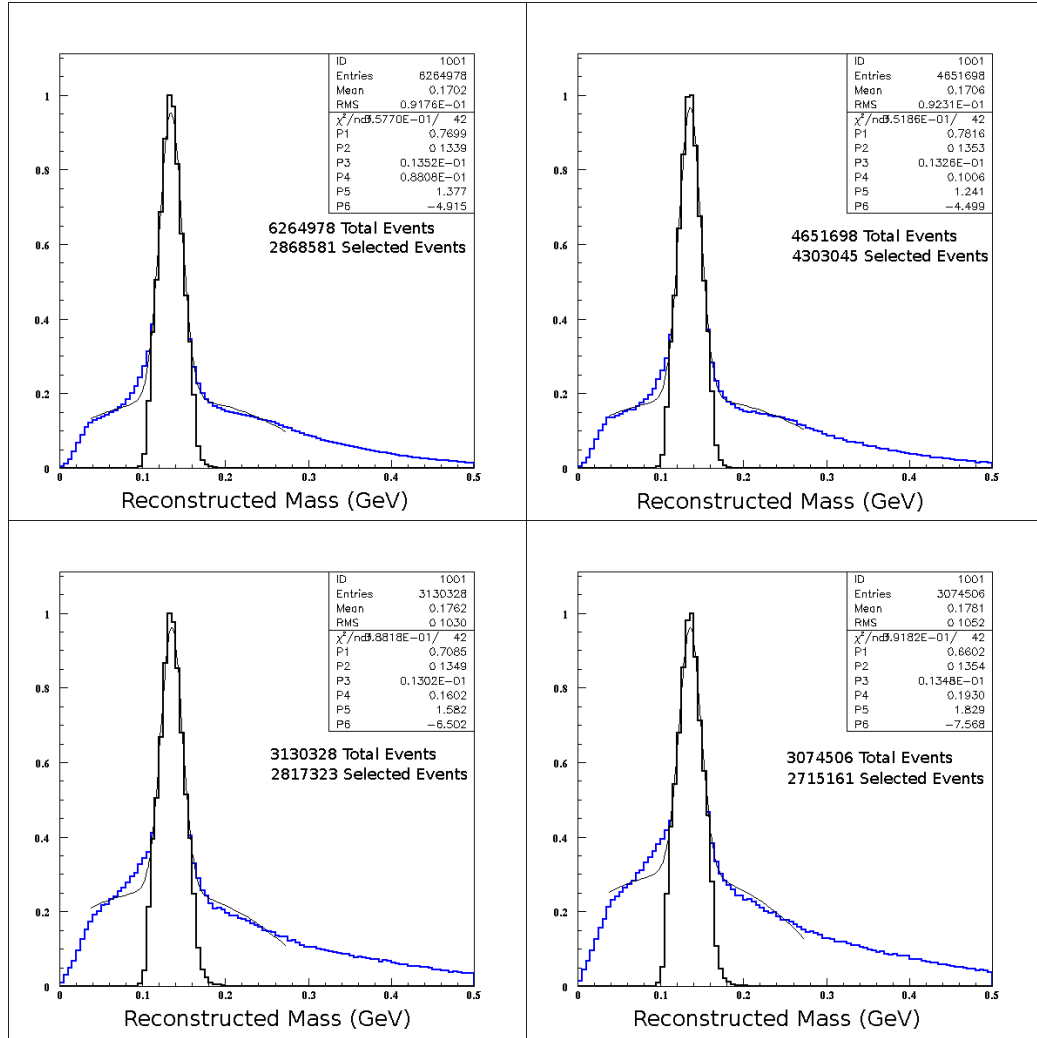 ID 1001
Entries 6264978
Mean 0.1702
RMS 0.9176E-01
P1 0.7699
P2 0.1339
P3 0.1352E-01
P4 0.8808E-01
P5 1.377
P6 -4.915
6264978 Total Events
2868581 Selected Events
1
0.8
0.6
0.4
0.2
0
0 0.1 0.2 0.3 0.4 0.5
Reconstructed Mass (GeV)
ID 1001
Entries 4651698
Mean 0.1706
RMS 0.9231E-01
P1 0.7816
P2 0.1353
P3 0.1326E-01
P4 0.1006
P5 1.241
P6 -4.499
4651698 Total Events
4303045 Selected Events
1
0.8
0.6
0.4
0.2
0
0 0.1 0.2 0.3 0.4 0.5
Reconstructed Mass (GeV)
ID 1001
Entries 3130328
Mean 0.1762
RMS 0.1030
P1 0.7085
P2 0.1349
P3 0.1302E-01
P4 0.1602
P5 1.582
P6 -6.502
3130328 Total Events
2817323 Selected Events
1
0.8
0.6
0.4
0.2
0
0 0.1 0.2 0.3 0.4 0.5
Reconstructed Mass (GeV)
ID 1001
Entries 3074506
Mean 0.1781
RMS 0.1052
P1 0.6602
P2 0.1354
P3 0.1348E-01
P4 0.1930
P5 1.829
P6 -7.568
3074506 Total Events
2715161 Selected Events
1
0.8
0.6
0.4
0.2
0
0 0.1 0.2 0.3 0.4 0.5
Reconstructed Mass (GeV)